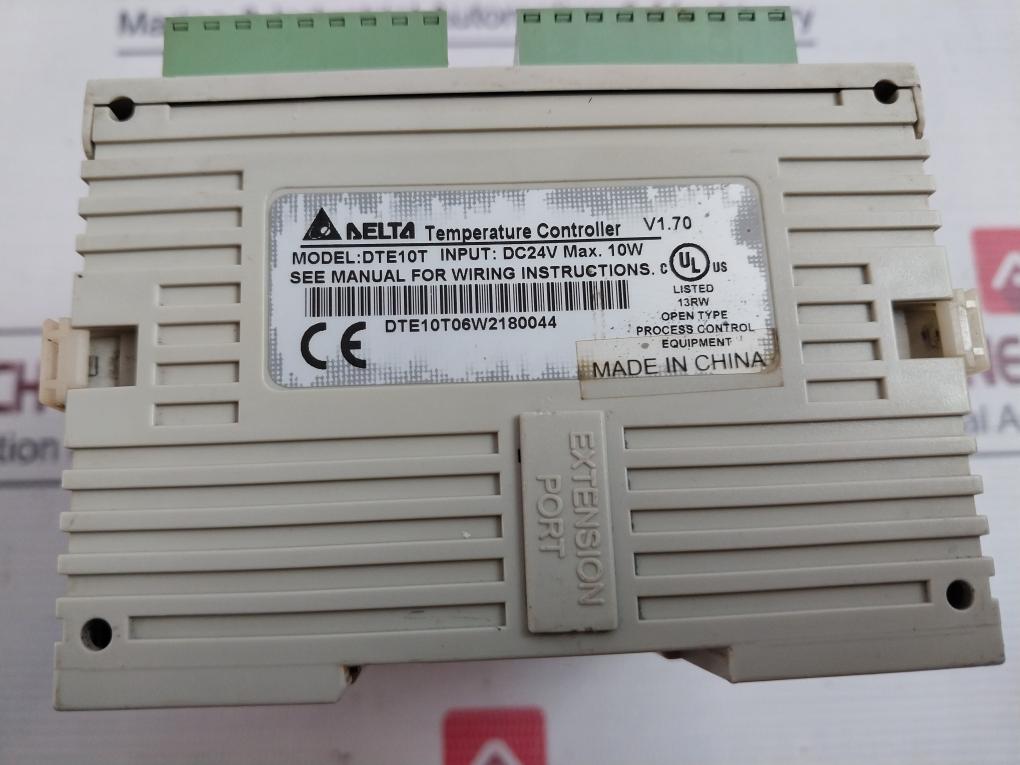 DELTA Temperature Controller V1.70
MODEL:DTE10T INPUT: DC24V Max. 10W
SEE MANUAL FOR WIRING INSTRUCTIONS.
C UL US
LISTED
13RW
OPEN TYPE
PROCESS CONTROL
EQUIPMENT
DTE10T06W2180044
CE
MADE IN CHINA
EXTENSION
PORT